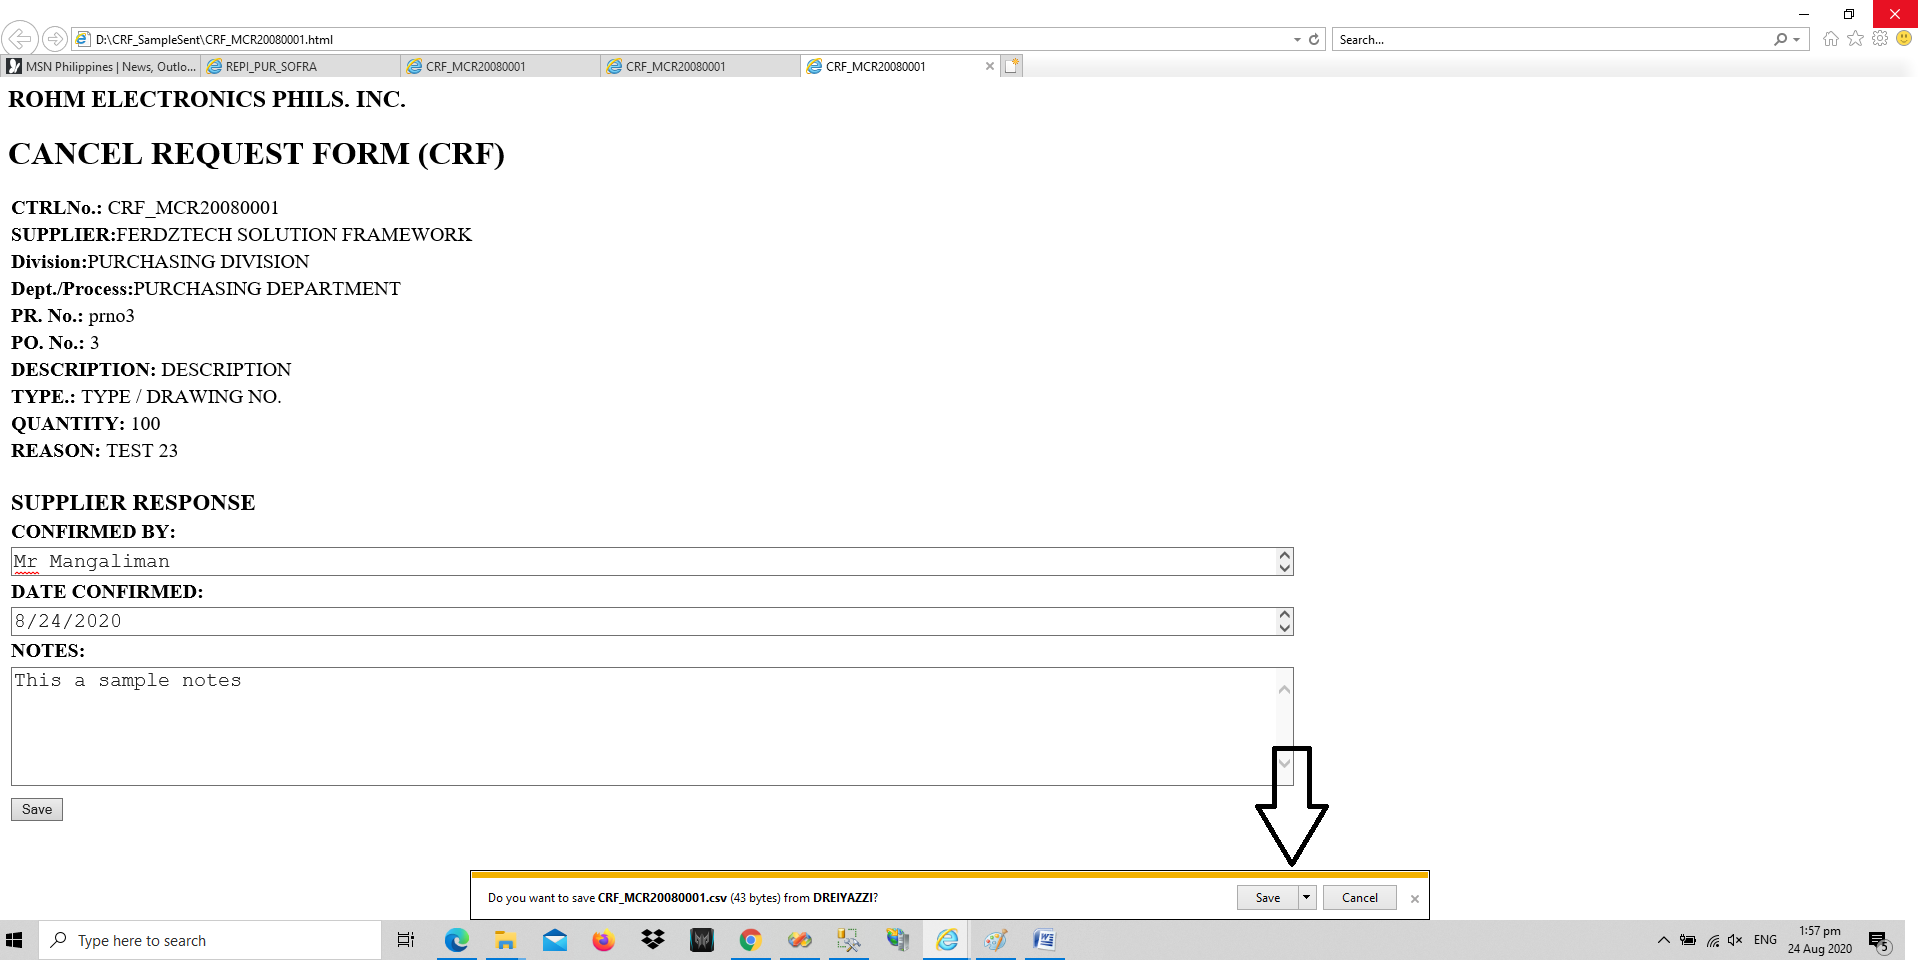 D:\CRF_SampleSent\CRF_MCR20080001.html
Search...
MSN Philippines | News, Outlo...
REPI_PUR_SOFRA
CRF_MCR20080001
CRF_MCR20080001
CRF_MCR20080001
ROHM ELECTRONICS PHILS. INC.
CANCEL REQUEST FORM (CRF)
CTRLNo.: CRF_MCR20080001
SUPPLIER:FERDZTECH SOLUTION FRAMEWORK
Division:PURCHASING DIVISION
Dept./Process:PURCHASING DEPARTMENT
PR. No.: prno3
PO. No.: 3
DESCRIPTION: DESCRIPTION
TYPE.: TYPE / DRAWING NO.
QUANTITY: 100
REASON: TEST 23
SUPPLIER RESPONSE
CONFIRMED BY:
Mr Mangaliman
DATE CONFIRMED:
8/24/2020
NOTES:
This a sample notes
Save
Do you want to save CRF_MCR20080001.csv (43 bytes) from DREIYAZZI?
Save
Cancel
Type here to search
ENG
1:57 pm
24 Aug 2020
5